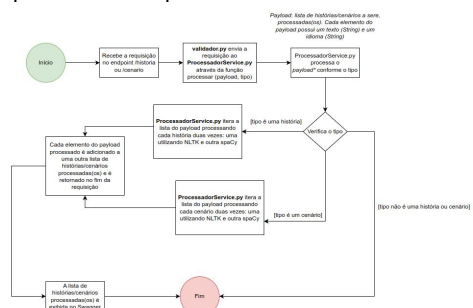 Payload: lista de histórias/cenários a sere,
processadas(os). Cada elemento do
payload possui um texto (String) e um
idioma (String)
Início
Recebe a requisição
no endpoint /historia
ou /cenario
validador.py envia a
requisição ao
ProcessadorService.py
através da função
processar (payload, tipo)
ProcessadorService.py
processa o
payload* conforme o tipo
ProcessadorService.py itera a
lista do payload processando
cada história duas vezes: uma
utilizando NLTK e outra spaCy
[tipo é uma história]
Verifica o tipo
Cada elemento do payload
processado é adicionado a
uma outra lista de
histórias/cenários
processadas(os) e é
retornado no fim da
requisição
ProcessadorService.py itera a
lista do payload processando
cada cenário duas vezes: uma
utilizando NLTK e outra spaCy
[tipo é um cenário]
[tipo não é uma história ou cenário]
A lista de
histórias/cenários
processadas(os) é
exibida no Swagger
Fim